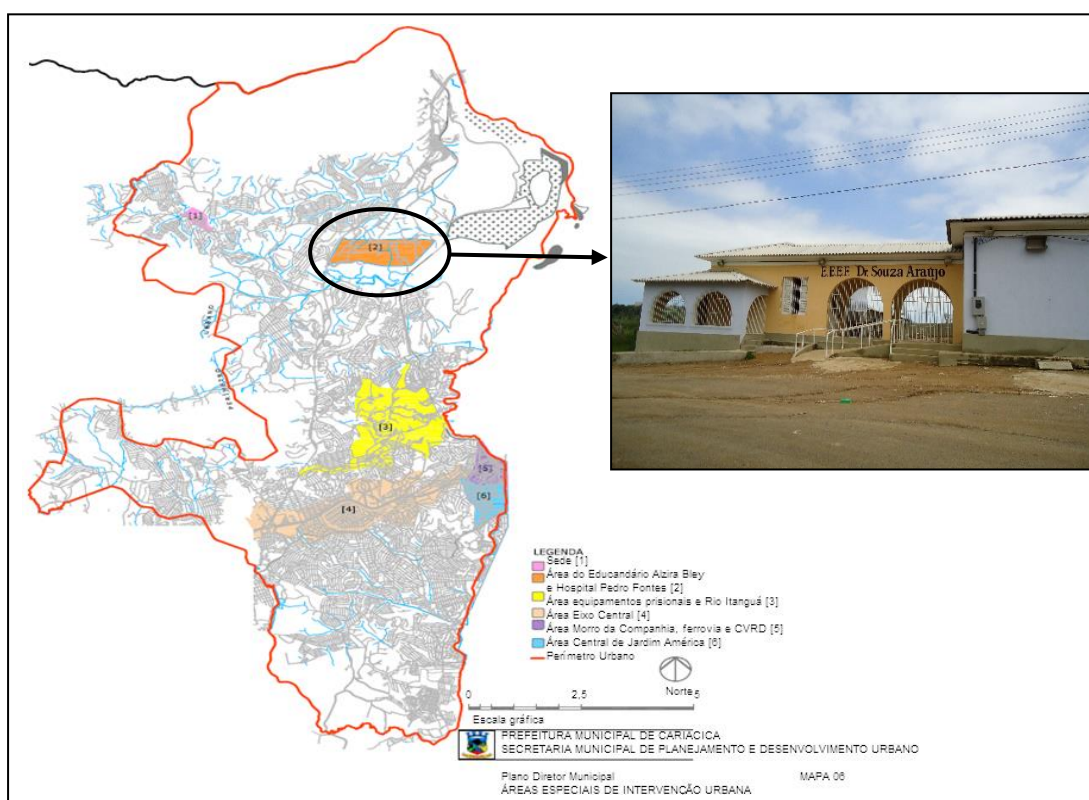 [1]
[2]
E.E.E.F Dr. Souza Araujo
URBANO
PERÍMETRO
[3]
[5]
[6]
[4]
LEGENDA
Sede [1]
Área do Educandário Alzira Bley
e Hospital Pedro Fontes [2]
Área equipamentos prisionais e Rio Itanguá [3]
Área Eixo Central [4]
Área Morro da Companhia, ferrovia e CVRD [5]
Área Central de Jardim América [6]
Perímetro Urbano
Norte
0 2,5 5
Escala gráfica
PREFEITURA MUNICIPAL DE CARIACICA
SECRETARIA MUNICIPAL DE PLANEJAMENTO E DESENVOLVIMENTO URBANO
Plano Diretor Municipal MAPA 06
ÁREAS ESPECIAIS DE INTERVENÇÃO URBANA